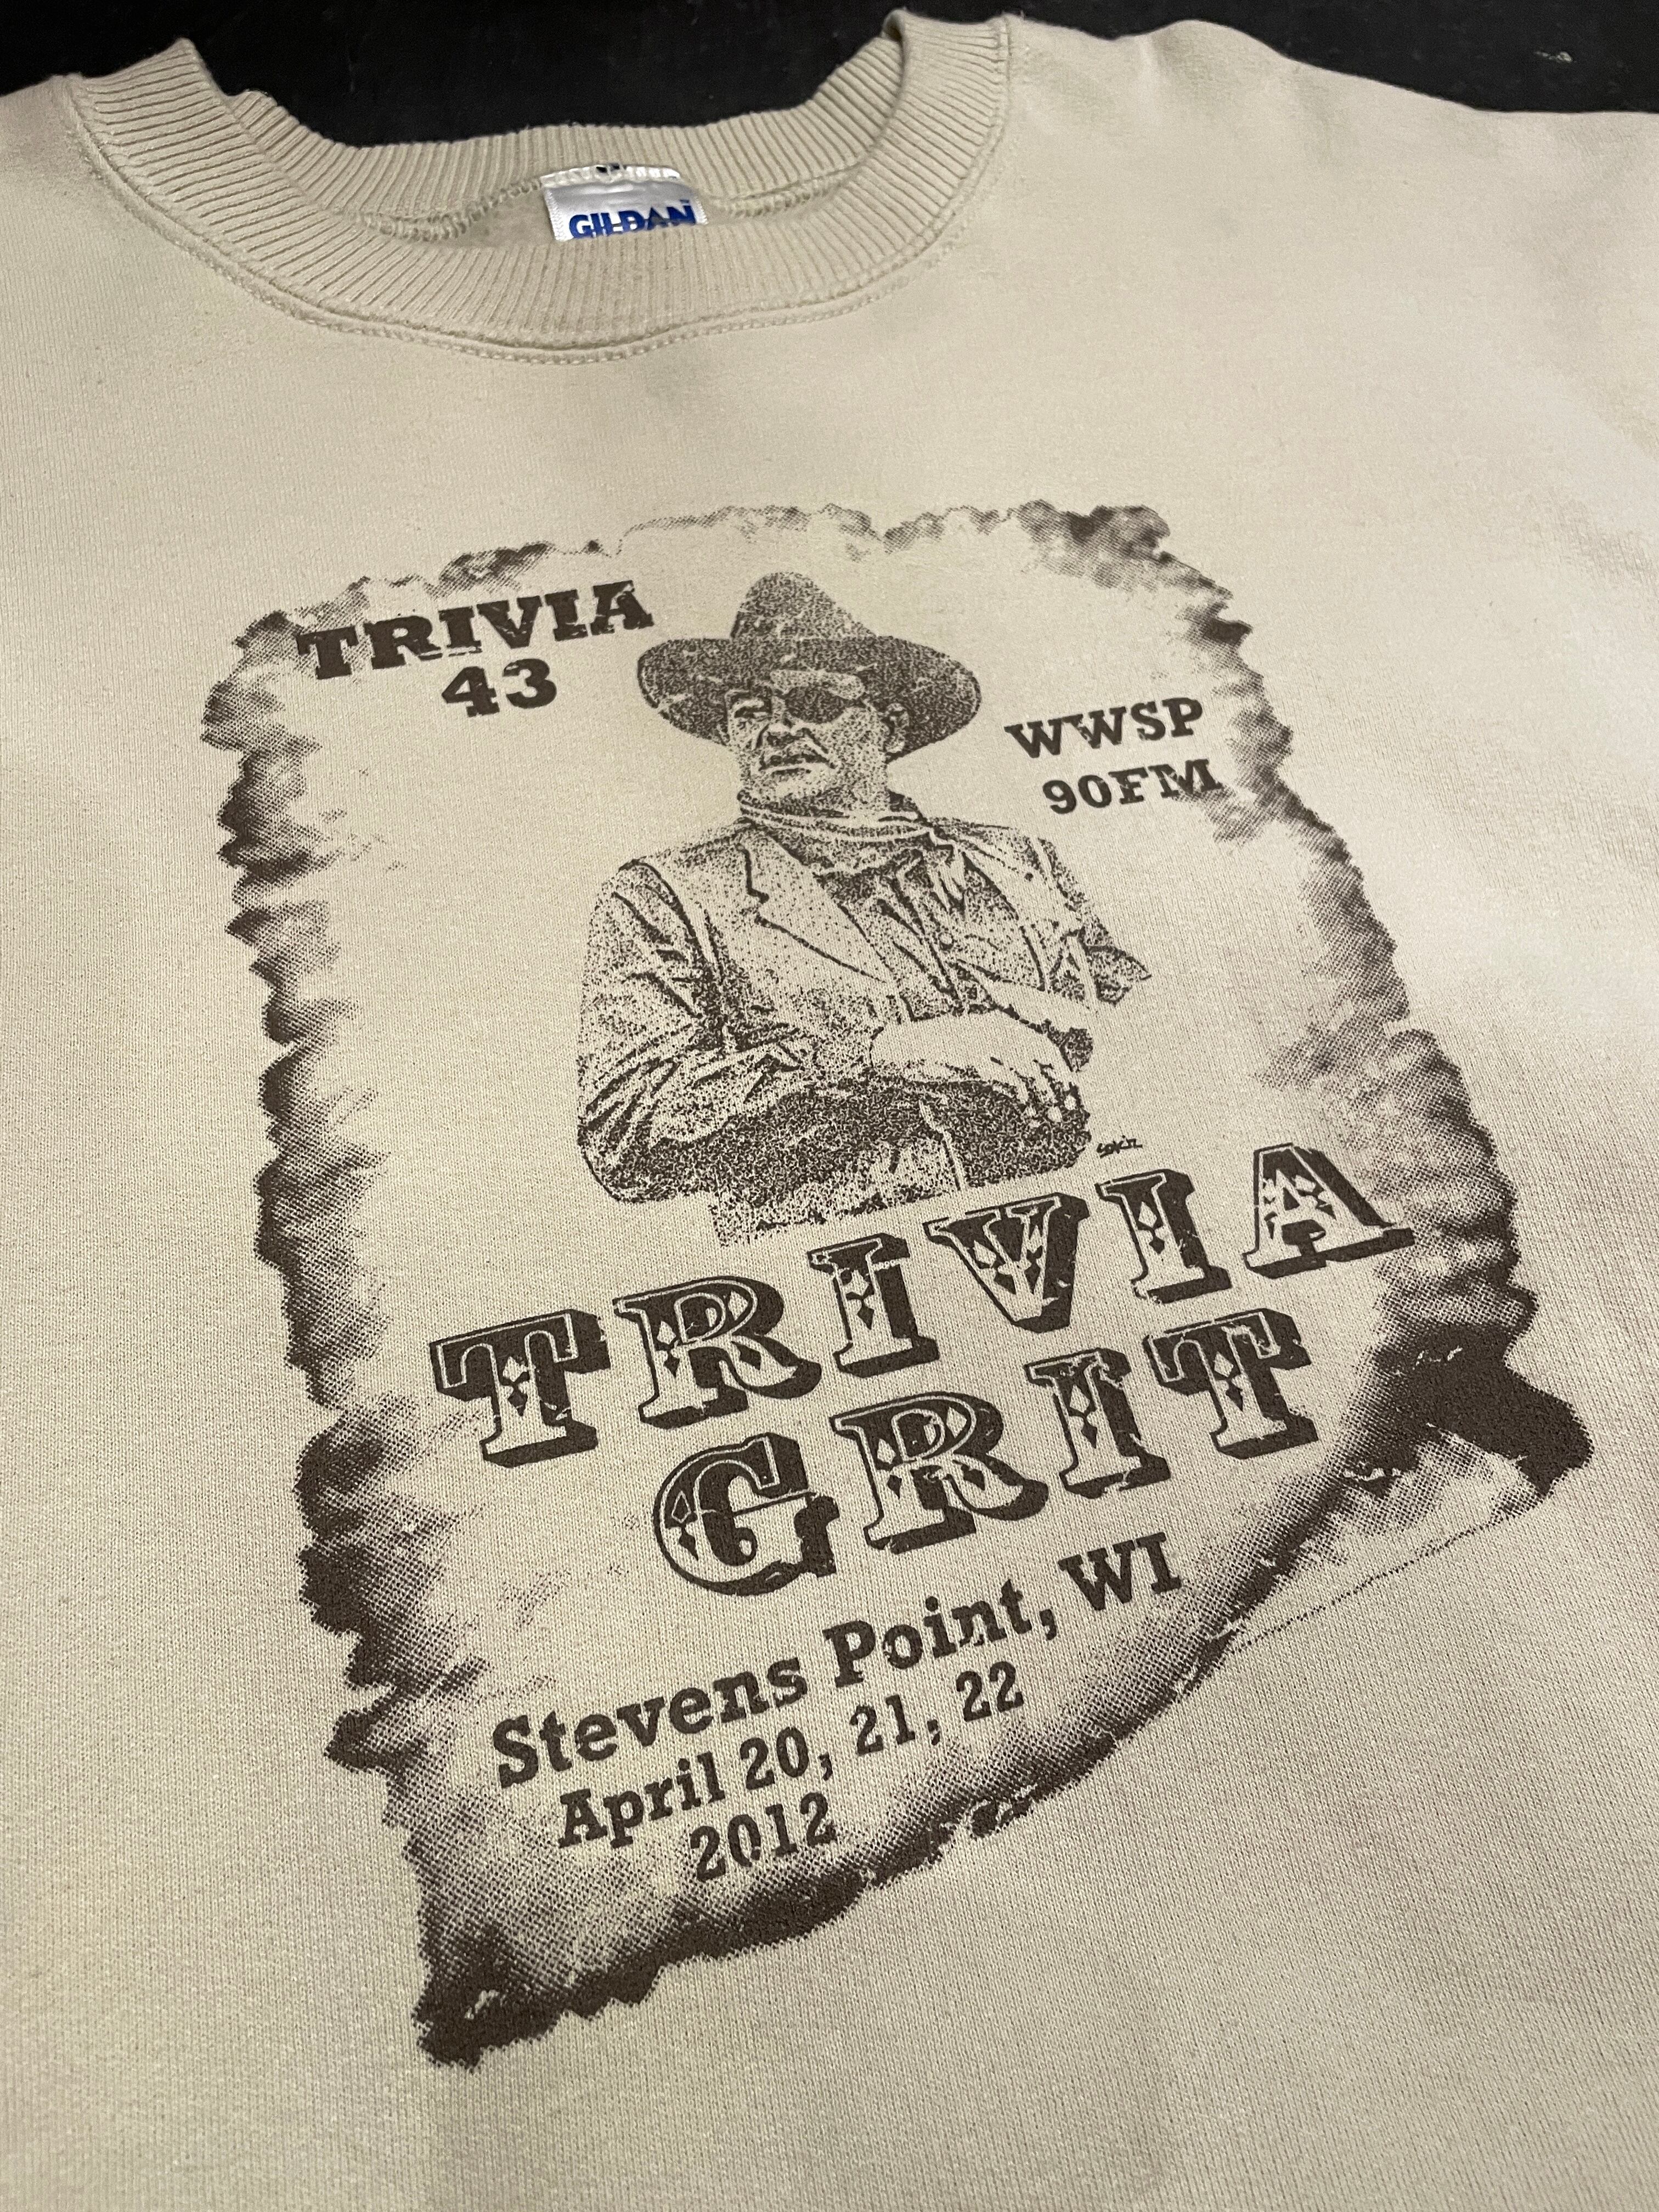 GILDAN
TRIVIA
43
WWSP
90FM
TRIVIA
GRIT
Stevens Point, WI
April 20, 21, 22
2012